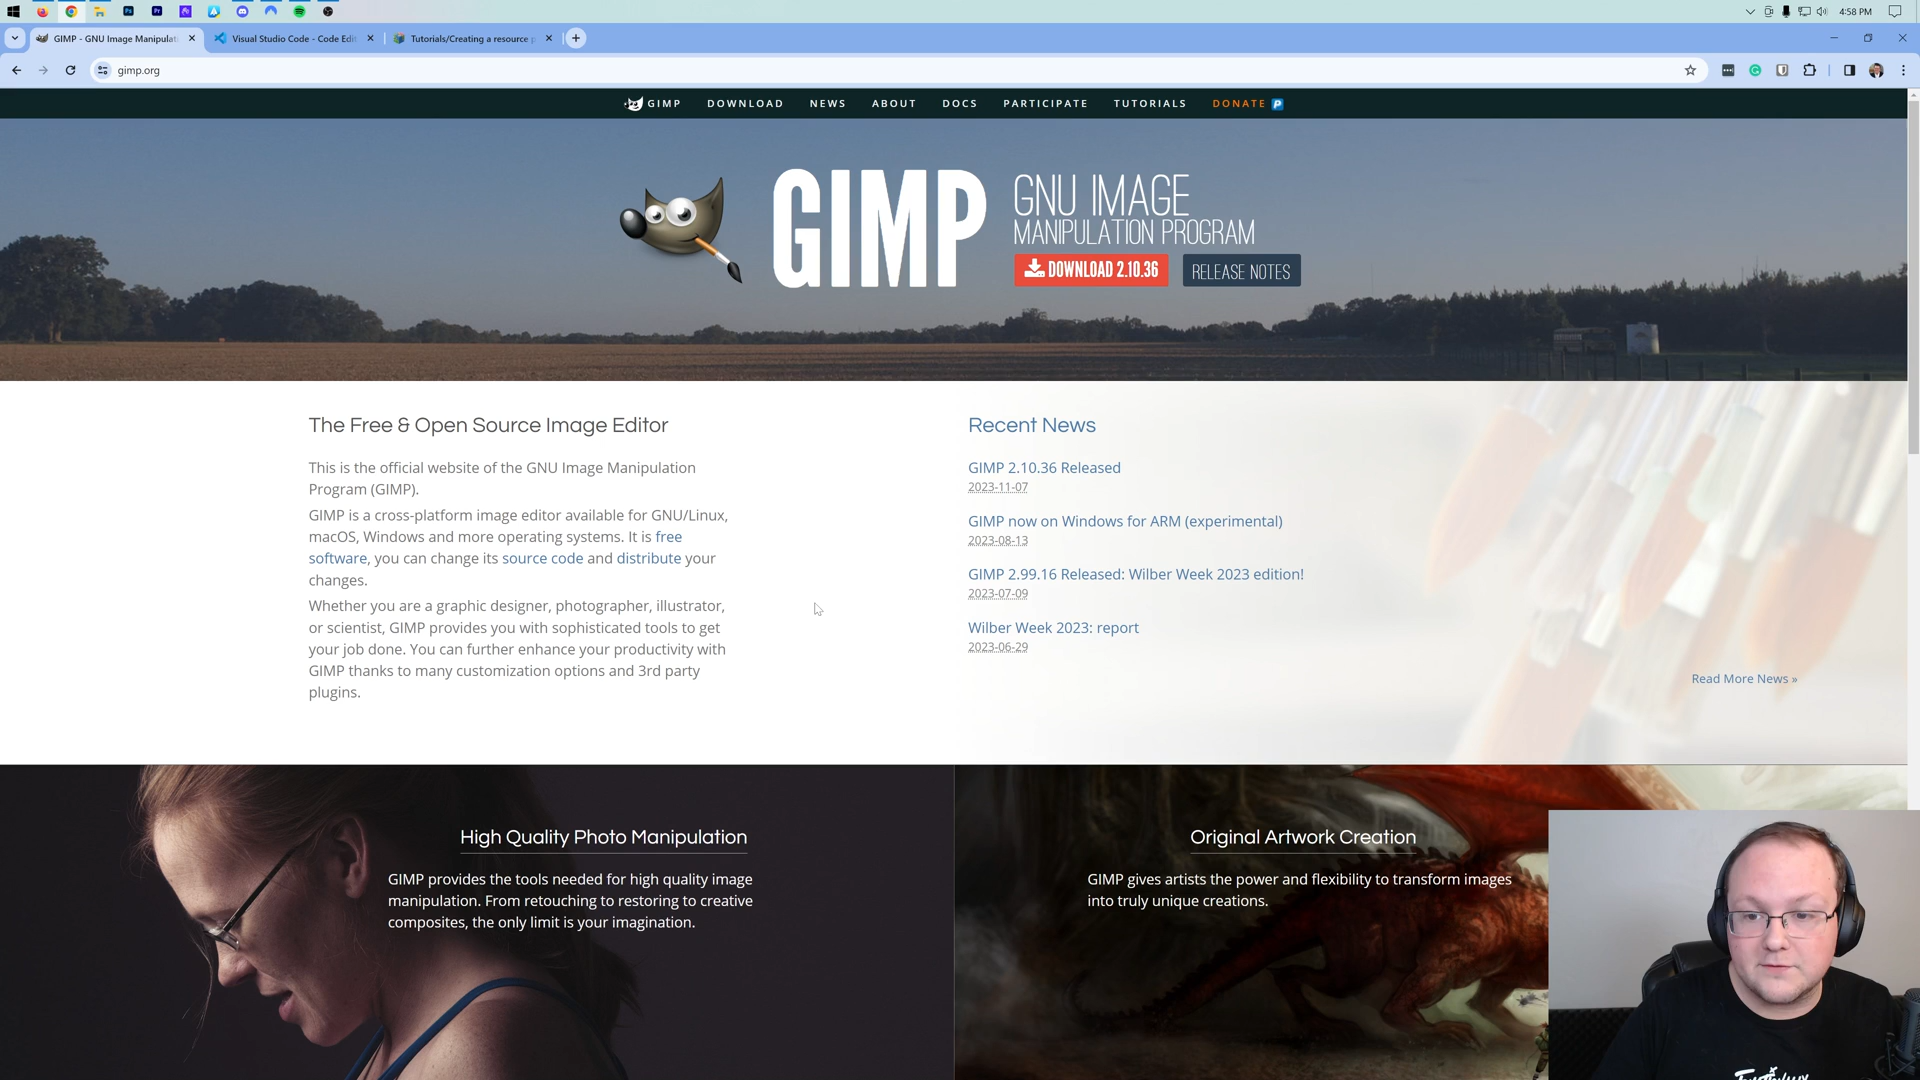 4:58 PM
GIMP - GNU Image Manipulat
Visual Studio Code - Code Edit
Tutorials/Creating a resource p
gimp.org
GIMP
DOWNLOAD
NEWS
ABOUT
DOCS
PARTICIPATE
TUTORIALS
DONATE
GIMP
GNU IMAGE
MANIPULATION PROGRAM
DOWNLOAD 2.10.36
RELEASE NOTES
The Free & Open Source Image Editor
This is the official website of the GNU Image Manipulation
Program (GIMP).
GIMP is a cross-platform image editor available for GNU/Linux,
macOS, Windows and more operating systems. It is free
software, you can change its source code and distribute your
changes.
Whether you are a graphic designer, photographer, illustrator,
or scientist, GIMP provides you with sophisticated tools to get
your job done. You can further enhance your productivity with
GIMP thanks to many customization options and 3rd party
plugins.
Recent News
GIMP 2.10.36 Released
2023-11-07
GIMP now on Windows for ARM (experimental)
2023-08-13
GIMP 2.99.16 Released: Wilber Week 2023 edition!
2023-07-09
Wilber Week 2023: report
2023-06-29
Read More News »
High Quality Photo Manipulation
GIMP provides the tools needed for high quality image
manipulation. From retouching to restoring to creative
composites, the only limit is your imagination.
Original Artwork Creation
GIMP gives artists the power and flexibility to transform images
into truly unique creations.